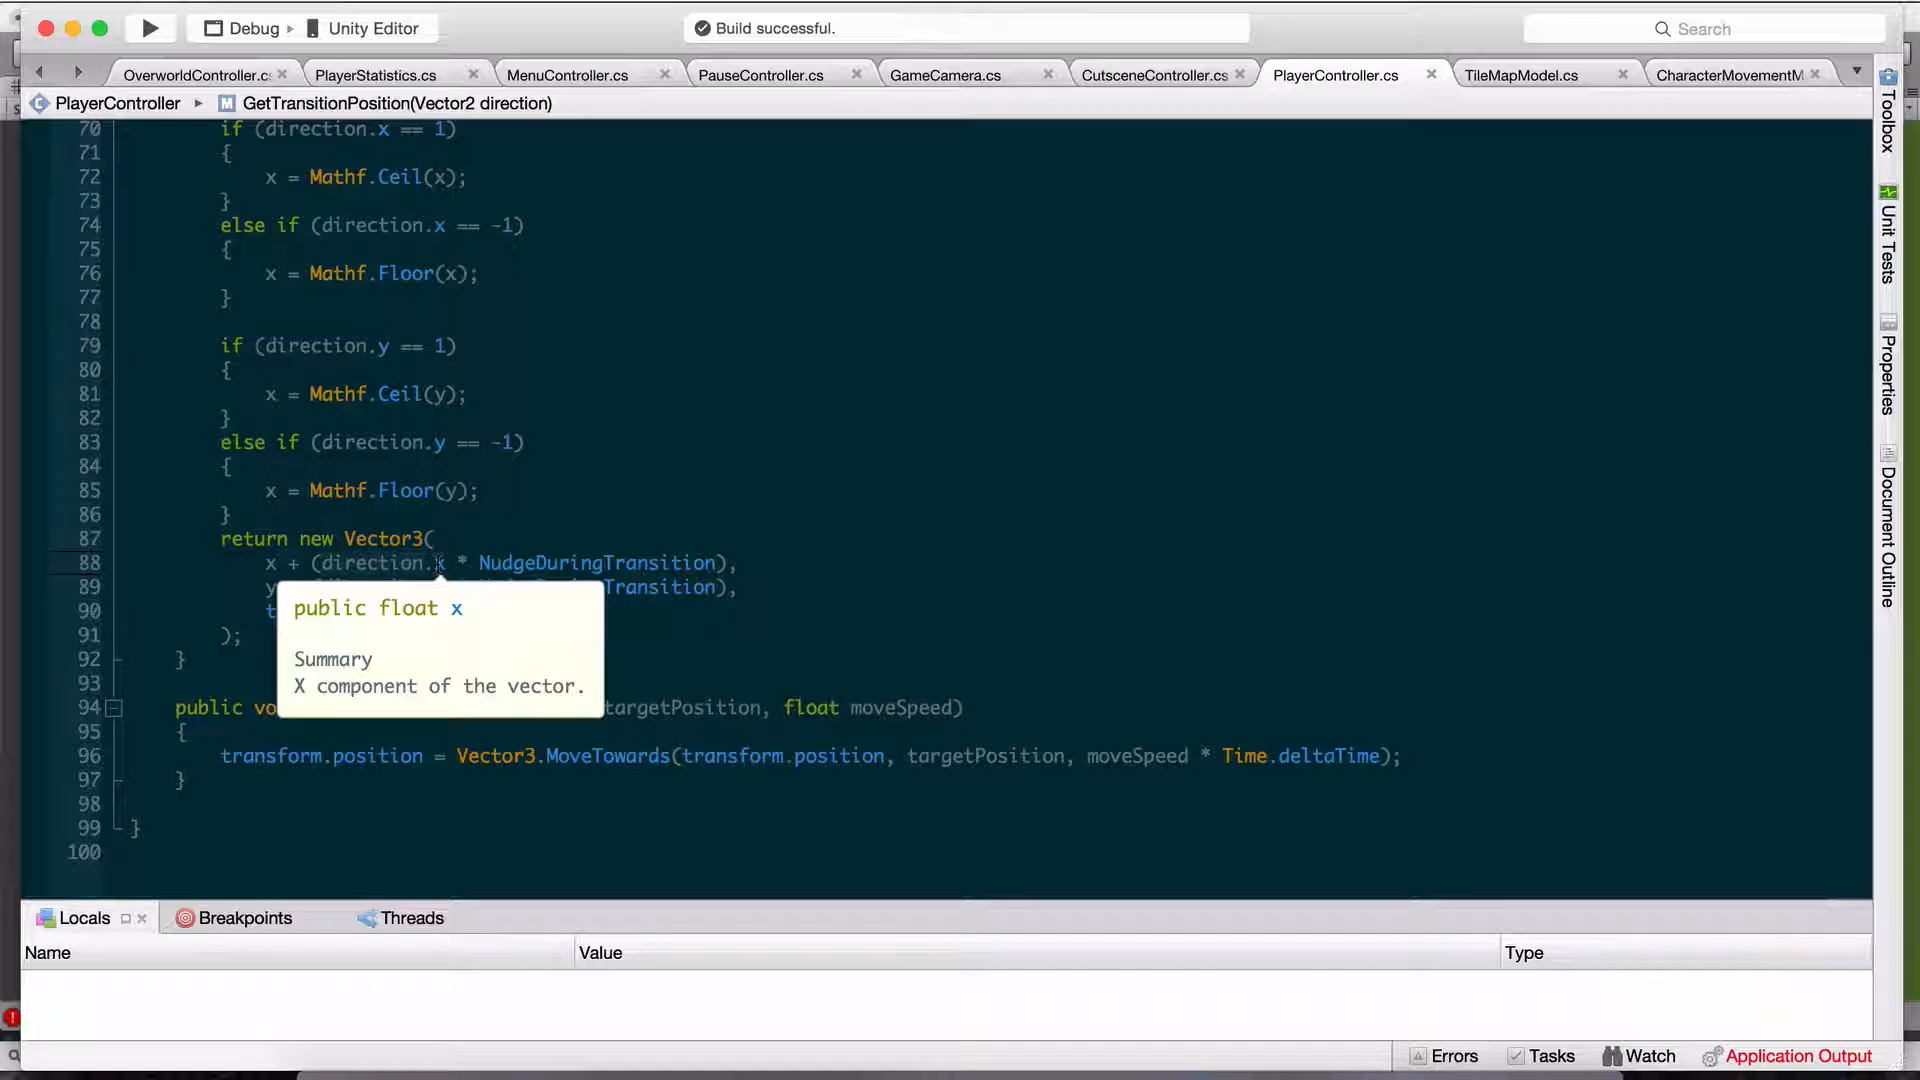 Debug
Unity Editor
Build successful.
Search
OverworldController.c
PlayerStatistics.cs
MenuController.cs
PauseController.cs
GameCamera.cs
CutsceneController.cs
PlayerController.cs
TileMapModel.cs
CharacterMovementM
PlayerController
M GetTransitionPosition(Vector2 direction)
70 if (direction.x == 1)
71 {
72 x = Mathf.Ceil(x);
73 }
74 else if (direction.x == -1)
75 {
76 x = Mathf.Floor(x);
77 }
78
79 if (direction.y == 1)
80 {
81 x = Mathf.Ceil(y);
82 }
83 else if (direction.y == -1)
84 {
85 x = Mathf.Floor(y);
86 }
87 return new Vector3(
88 x + (direction.x * NudgeDuringTransition),
89 y Transition),
90 t
91 );
92 }
93
94 public vo targetPosition, float moveSpeed)
95 {
96 transform.position = Vector3.MoveTowards(transform.position, targetPosition, moveSpeed * Time.deltaTime);
97 }
98
99 }
100
public float x
Summary
X component of the vector.
Toolbox
Unit Tests
Properties
Document Outline
Locals
Breakpoints
Threads
Name
Value
Type
Errors
Tasks
Watch
Application Output